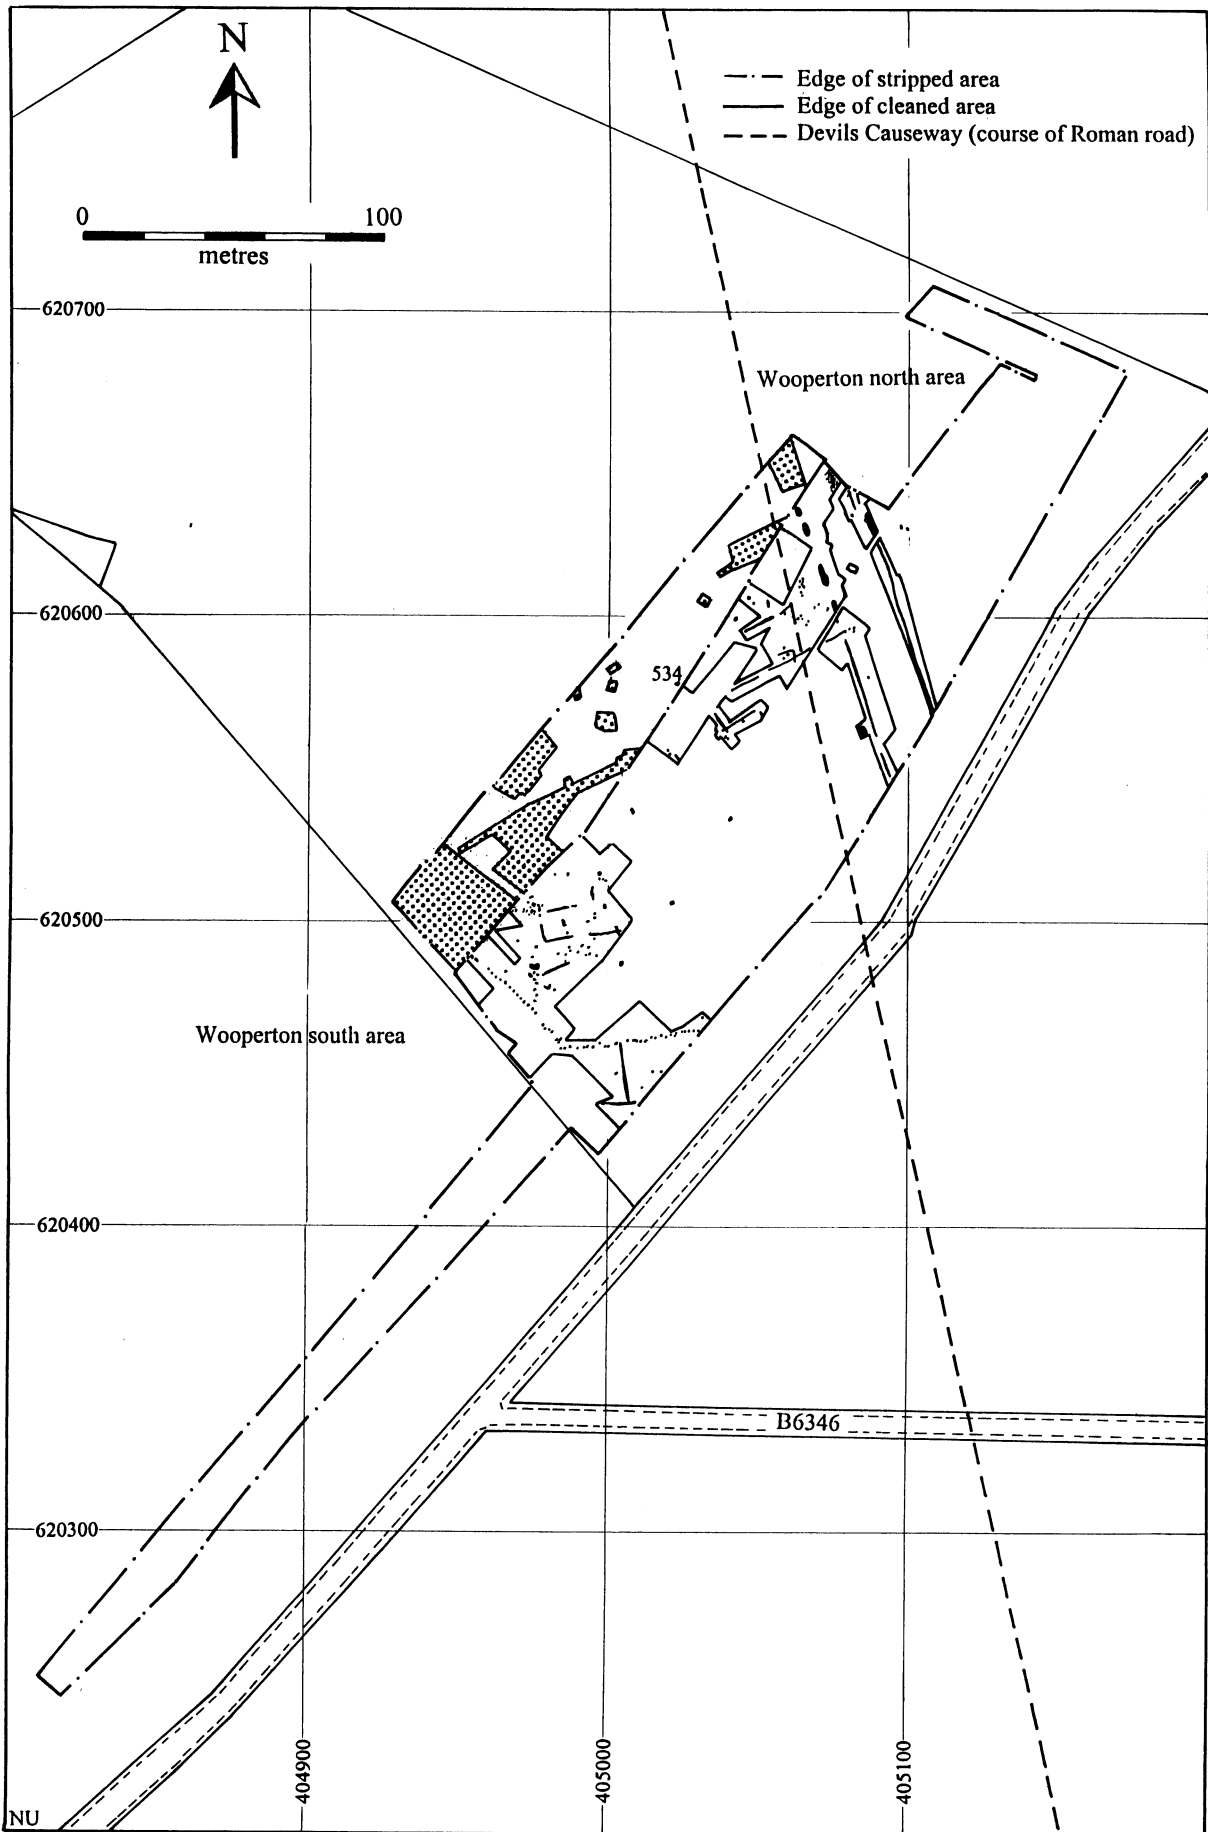 N
Edge of stripped area
Edge of cleaned area
Devils Causeway (course of Roman road)
0 100
metres
620700
Wooperton north area
620600
534
620500
Wooperton south area
620400
B6346
620300
404900
405000
405100
NU